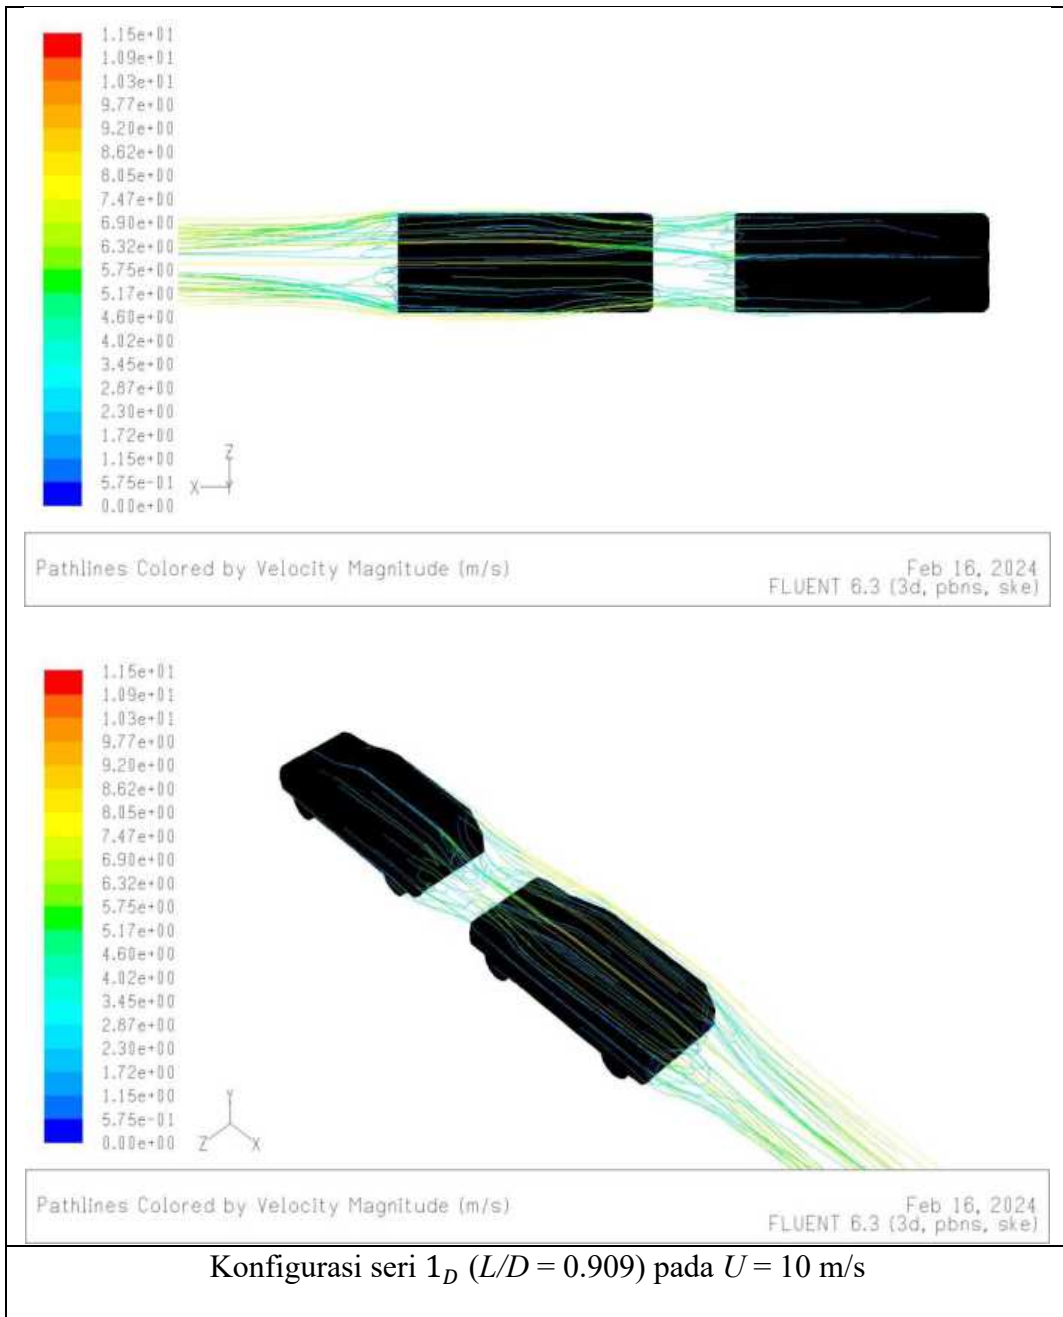 1.15e+01
1.09e+01
1.03e+01
9.77e+00
9.20e+00
8.62e+00
8.05e+00
7.47e+00
6.90e+00
6.32e+00
5.75e+00
5.17e+00
4.60e+00
4.02e+00
3.45e+00
2.87e+00
2.30e+00
1.72e+00
1.15e+00
5.75e-01
0.00e+00
Z
X Y
Pathlines Colored by Velocity Magnitude (m/s)
Feb 16, 2024
FLUENT 6.3 (3d, pbns, ske)
1.15e+01
1.09e+01
1.03e+01
9.77e+00
9.20e+00
8.62e+00
8.05e+00
7.47e+00
6.90e+00
6.32e+00
5.75e+00
5.17e+00
4.60e+00
4.02e+00
3.45e+00
2.87e+00
2.30e+00
1.72e+00
1.15e+00
5.75e-01
0.00e+00
Y
Z X
Pathlines Colored by Velocity Magnitude (m/s)
Feb 16, 2024
FLUENT 6.3 (3d, pbns, ske)
Konfigurasi seri 1_D (L/D = 0.909) pada U = 10 m/s